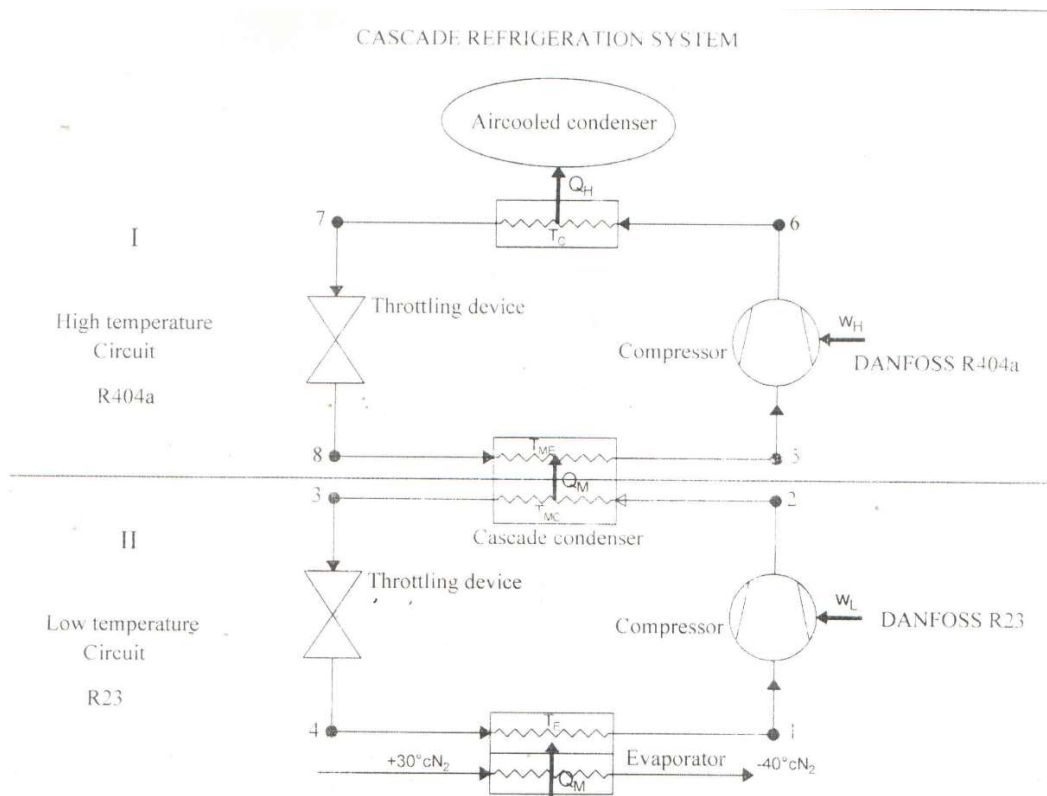 CASCADE REFRIGERATION SYSTEM
Aircooled condenser
Q_H
7
6
T_C
I
Throttling device
High temperature
Circuit
R404a
Compressor
W_H
DANFOSS R404a
8
T_ME
5
Q_M
3
2
T_MC
Cascade condenser
II
Throttling device
Low temperature
Circuit
R23
Compressor
W_L
DANFOSS R23
4
T_E
1
+30°cN₂
Evaporator
-40°cN₂
Q_M